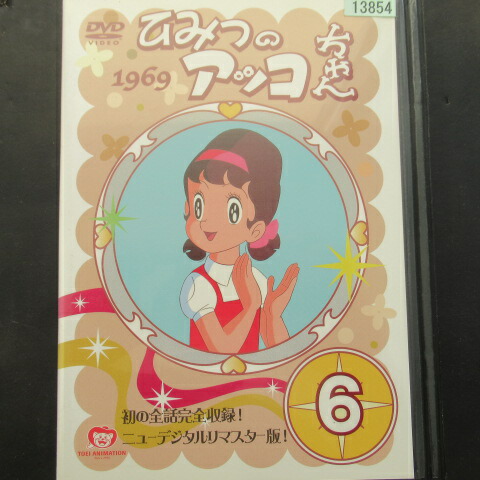 13854
DVD
VIDEO
ひみつの
アッコちゃん
1969
6
初の全話完全収録!
ニューデジタルリマスター版!
TOEI ANIMATION